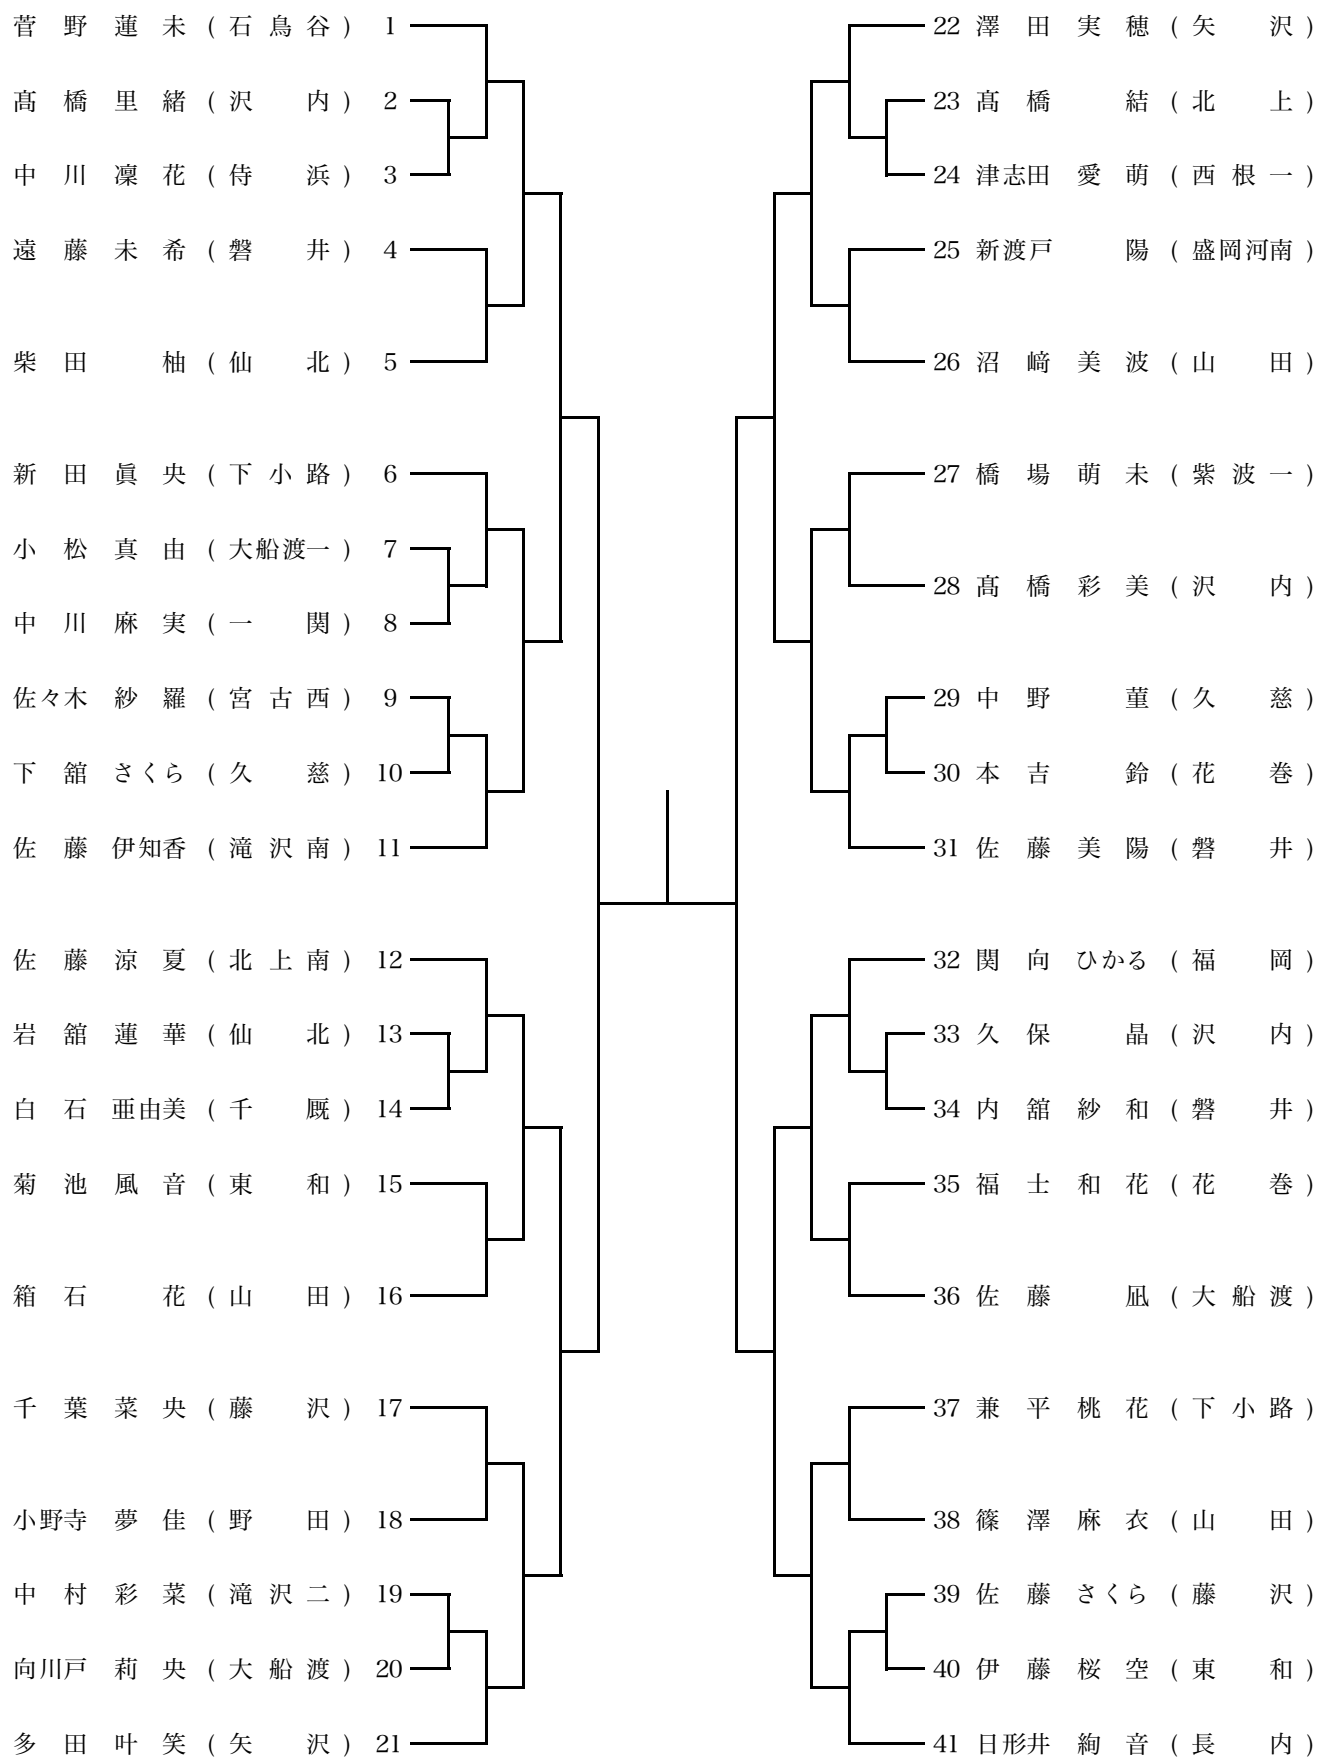 菅野蓮未(石鳥谷) 1
髙橋里緒(沢内) 2
中川凜花(侍浜) 3
遠藤未希(磐井) 4
柴田柚(仙北) 5
新田眞央(下小路) 6
小松真由(大船渡一) 7
中川麻実(一関) 8
佐々木紗羅(宮古西) 9
下舘さくら(久慈) 10
佐藤伊知香(滝沢南) 11
佐藤涼夏(北上南) 12
岩舘蓮華(仙北) 13
白石亜由美(千厩) 14
菊池風音(東和) 15
箱石花(山田) 16
千葉菜央(藤沢) 17
小野寺夢佳(野田) 18
中村彩菜(滝沢二) 19
向川戸莉央(大船渡) 20
多田叶笑(矢沢) 21
22 澤田実穂(矢沢)
23 髙橋結(北上)
24 津志田愛萌(西根一)
25 新渡戸陽(盛岡河南)
26 沼﨑美波(山田)
27 橋場萌未(紫波一)
28 髙橋彩美(沢内)
29 中野菫(久慈)
30 本吉鈴(花巻)
31 佐藤美陽(磐井)
32 関向ひかる(福岡)
33 久保晶(沢内)
34 内舘紗和(磐井)
35 福士和花(花巻)
36 佐藤凪(大船渡)
37 兼平桃花(下小路)
38 篠澤麻衣(山田)
39 佐藤さくら(藤沢)
40 伊藤桜空(東和)
41 日形井絢音(長内)